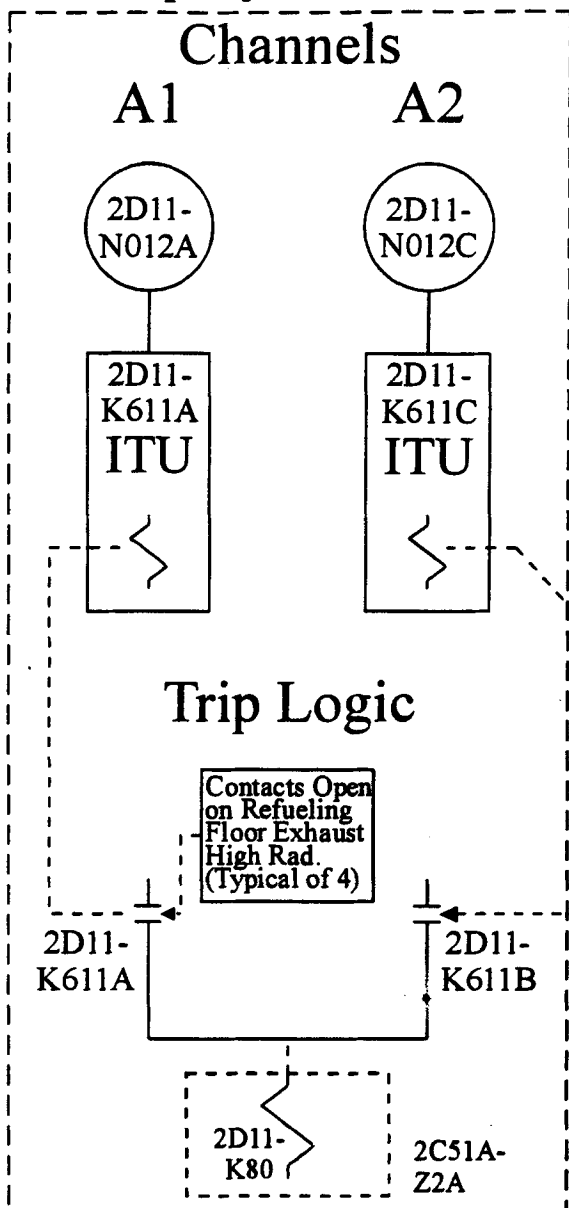 Channels
A1
A2
2D11-
N012A
2D11-
N012C
2D11-
K611A
ITU
2D11-
K611C
ITU
Trip Logic
Contacts Open
on Refueling
Floor Exhaust
High Rad.
(Typical of 4)
2D11-
K611A
2D11-
K611B
2D11-
K80
2C51A-
Z2A